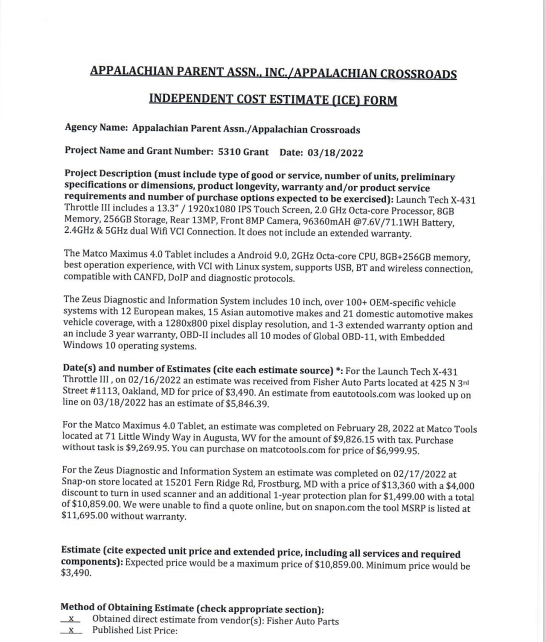 APPALACHIAN PARENT ASSN., INC./APPALACHIAN CROSSROADS
INDEPENDENT COST ESTIMATE (ICE) FORM
Agency Name: Appalachian Parent Assn./Appalachian Crossroads
Project Name and Grant Number: 5310 Grant Date: 03/18/2022
Project Description (must include type of good or service, number of units, preliminary
specifications or dimensions, product longevity, warranty and/or product service
requirements and number of purchase options expected to be exercised): Launch Tech X-431
Throttle III includes a 13.3" / 1920x1080 IPS Touch Screen, 2.0 GHz Octa-core Processor, 8GB
Memory, 256GB Storage, Rear 13MP, Front 8MP Camera, 96360mAH @7.6V/71.1WH Battery,
2.4GHz & 5GHz dual Wifi VCI Connection. It does not include an extended warranty.
The Matco Maximus 4.0 Tablet includes a Android 9.0, 2GHz Octa-core CPU, 8GB+256GB memory,
best operation experience, with VCI with Linux system, supports USB, BT and wireless connection,
compatible with CANFD, DoIP and diagnostic protocols.
The Zeus Diagnostic and Information System includes 10 inch, over 100+ OEM-specific vehicle
systems with 12 European makes, 15 Asian automotive makes and 21 domestic automotive makes
vehicle coverage, with a 1280x800 pixel display resolution, and 1-3 extended warranty option and
an include 3 year warranty, OBD-II includes all 10 modes of Global OBD-11, with Embedded
Windows 10 operating systems.
Date(s) and number of Estimates (cite each estimate source) *: For the Launch Tech X-431
Throttle III , on 02/16/2022 an estimate was received from Fisher Auto Parts located at 425 N 3rd
Street #1113, Oakland, MD for price of $3,490. An estimate from eautotools.com was looked up on
line on 03/18/2022 has an estimate of $5,846.39.
For the Matco Maximus 4.0 Tablet, an estimate was completed on February 28, 2022 at Matco Tools
located at 71 Little Windy Way in Augusta, WV for the amount of $9,826.15 with tax. Purchase
without task is $9,269.95. You can purchase on matcotools.com for price of $6,999.95.
For the Zeus Diagnostic and Information System an estimate was completed on 02/17/2022 at
Snap-on store located at 15201 Fern Ridge Rd, Frostburg, MD with a price of $13,360 with a $4,000
discount to turn in used scanner and an additional 1-year protection plan for $1,499.00 with a total
of $10,859.00. We were unable to find a quote online, but on snapon.com the tool MSRP is listed at
$11,695.00 without warranty.
Estimate (cite expected unit price and extended price, including all services and required
components): Expected price would be a maximum price of $10,859.00. Minimum price would be
$3,490.
Method of Obtaining Estimate (check appropriate section):
x Obtained direct estimate from vendor(s): Fisher Auto Parts
x Published List Price: